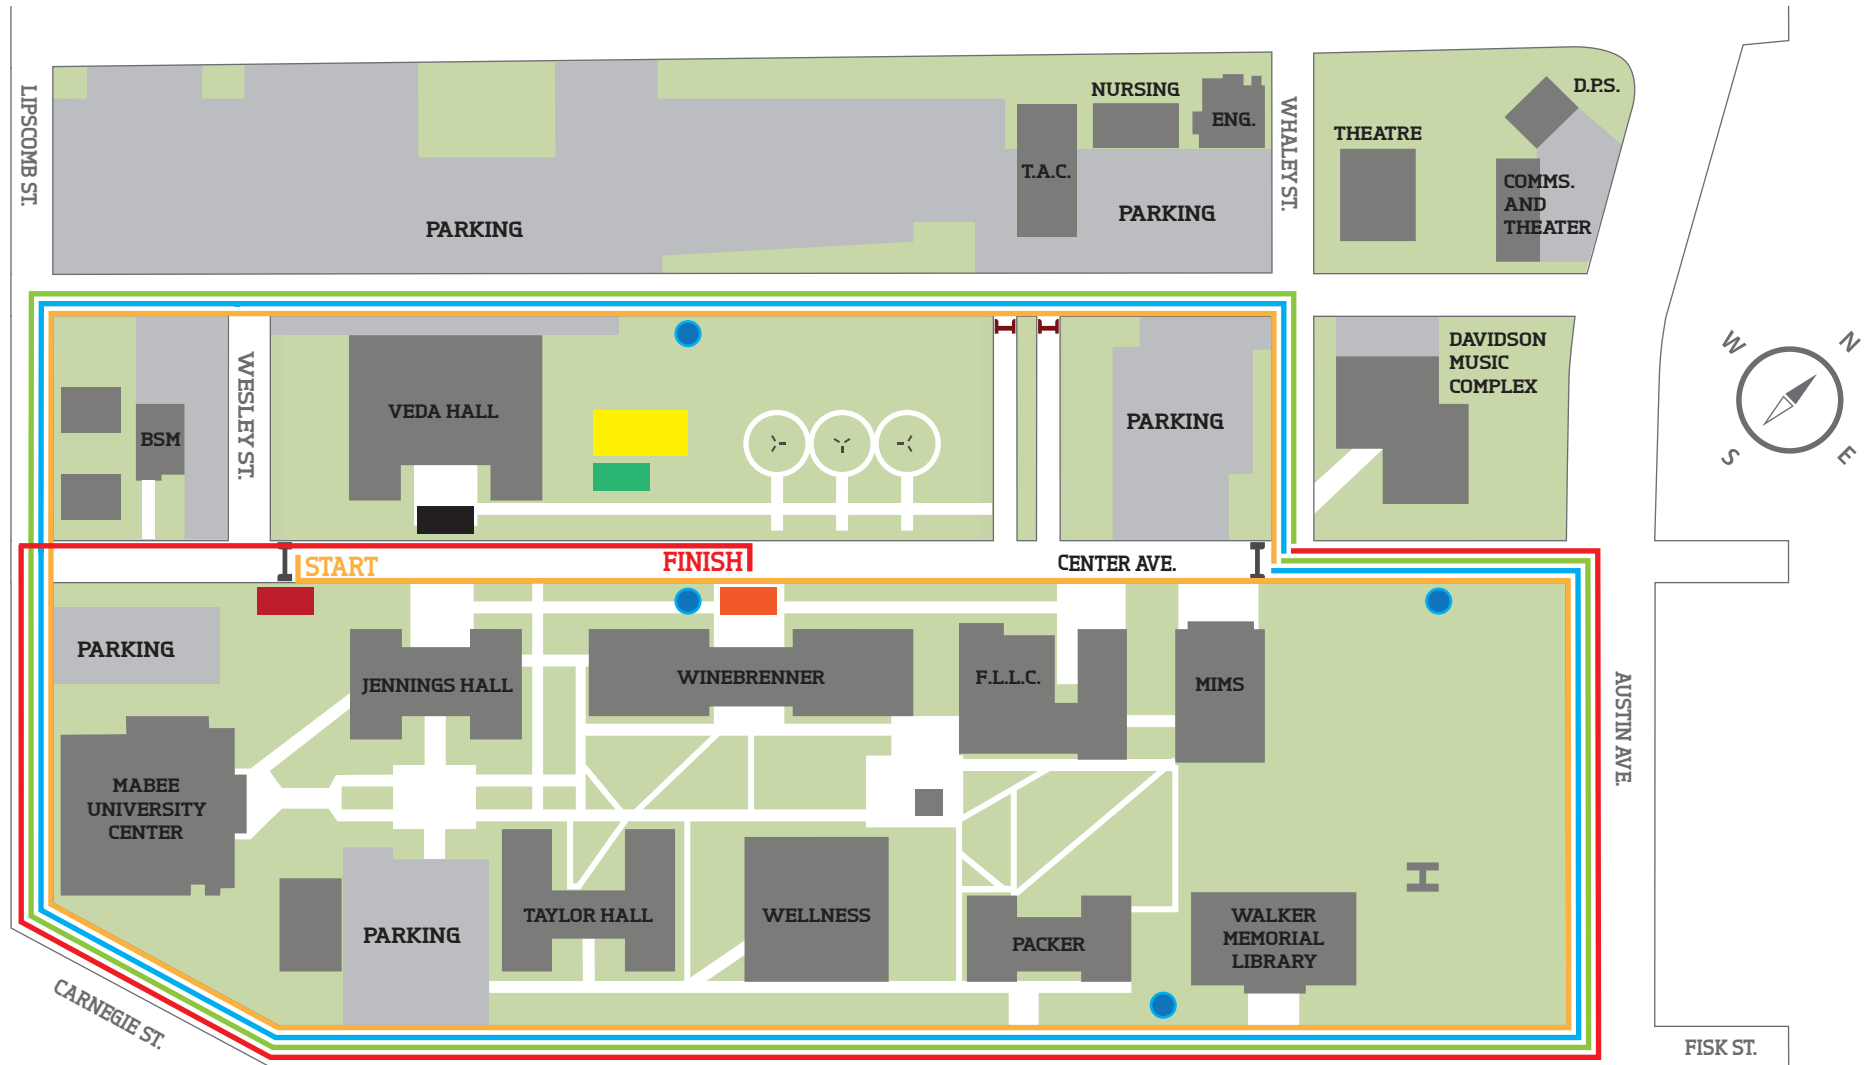 LIPSCOMB ST.
NURSING
ENG.
T.A.C.
PARKING
PARKING
WHALEY ST.
THEATRE
D.P.S.
COMMS.
AND
THEATER
BSM
WESLEY ST.
VEDA HALL
PARKING
DAVIDSON
MUSIC
COMPLEX
W
N
S
E
START
FINISH
CENTER AVE.
PARKING
JENNINGS HALL
WINEBRENNER
F.L.L.C.
MIMS
AUSTIN AVE.
MABEE
UNIVERSITY
CENTER
PARKING
TAYLOR HALL
WELLNESS
PACKER
WALKER
MEMORIAL
LIBRARY
CARNEGIE ST.
FISK ST.